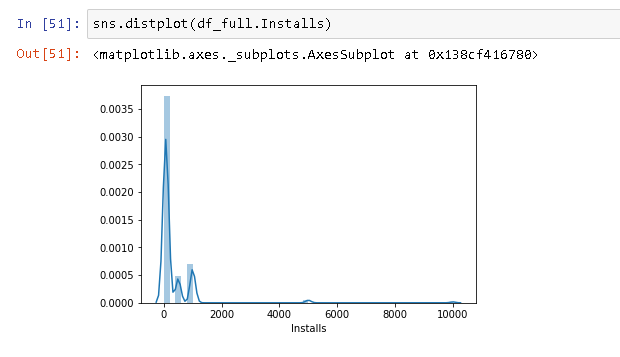 In [51]: sns.distplot(df_full.Installs)
Out[51]: <matplotlib.axes._subplots.AxesSubplot at 0x138cf416780>
0.0035
0.0030
0.0025
0.0020
0.0015
0.0010
0.0005
0.0000
0 2000 4000 6000 8000 10000
Installs